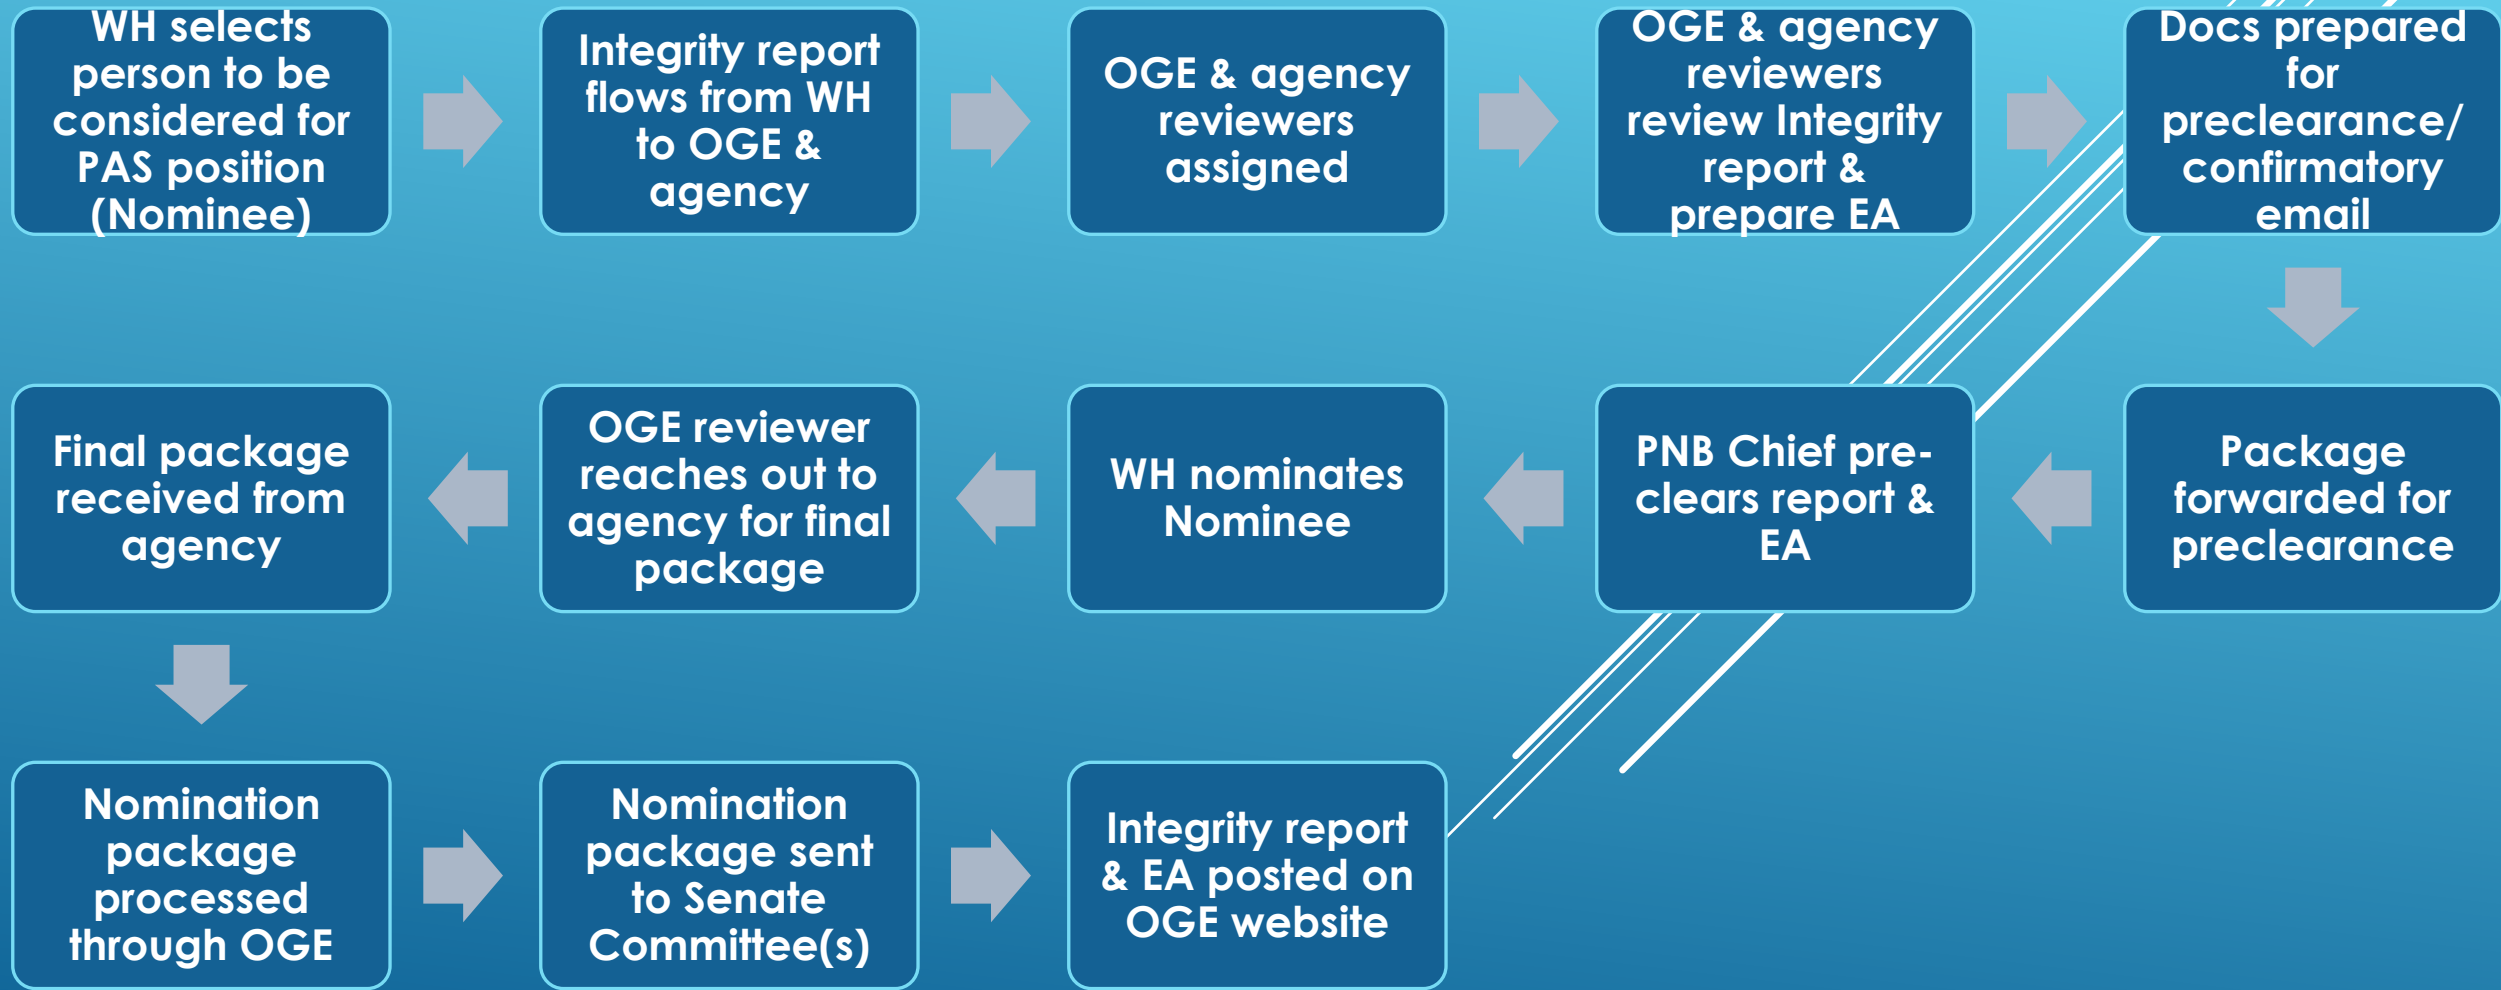 WH selects
person to be
considered for
PAS position
(Nominee)
Integrity report
flows from WH
to OGE &
agency
OGE & agency
reviewers
assigned
OGE & agency
reviewers
review Integrity
report &
prepare EA
Docs prepared
for
preclearance/
confirmatory
email
Package
forwarded for
preclearance
PNB Chief pre-
clears report &
EA
WH nominates
Nominee
OGE reviewer
reaches out to
agency for final
package
Final package
received from
agency
Nomination
package
processed
through OGE
Nomination
package sent
to Senate
Committee(s)
Integrity report
& EA posted on
OGE website